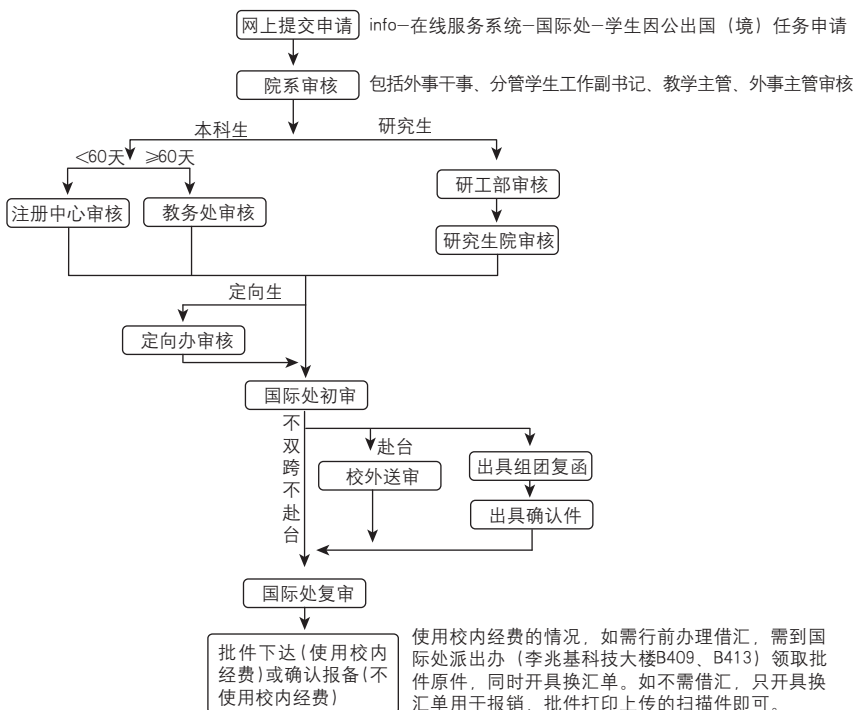 网上提交申请 info-在线服务系统-国际处-学生因公出国（境）任务申请
院系审核 包括外事干事、分管学生工作副书记、教学主管、外事主管审核
本科生 研究生
<60天 ≥60天
注册中心审核 教务处审核 研工部审核
研究生院审核
定向生
定向办审核
国际处初审
不双跨不赴台
赴台
校外送审
出具组团复函
出具确认件
国际处复审
批件下达(使用校内
经费)或确认报备(不
使用校内经费)
使用校内经费的情况，如需行前办理借汇，需到国
际处派出办（李兆基科技大楼B409、B413）领取批
件原件，同时开具换汇单。如不需借汇，只开具换
汇单用于报销，批件打印上传的扫描件即可。